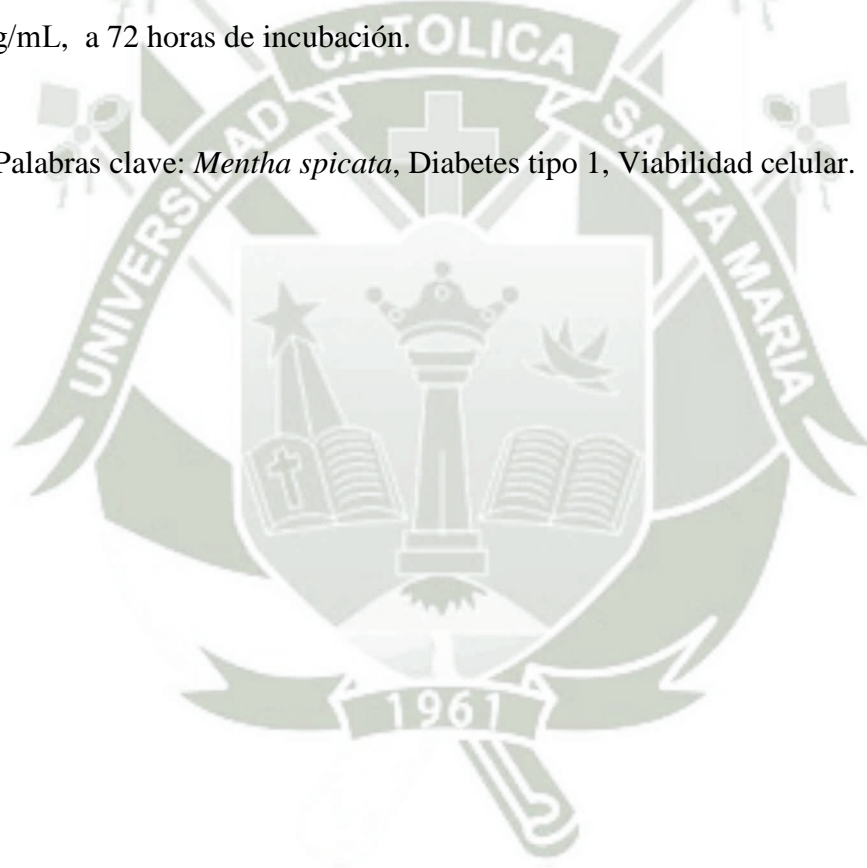 g/mL, a 72 horas de incubación.
Palabras clave: Mentha spicata, Diabetes tipo 1, Viabilidad celular.
UNIVERSIDAD CATOLICA SANTA MARIA
1961